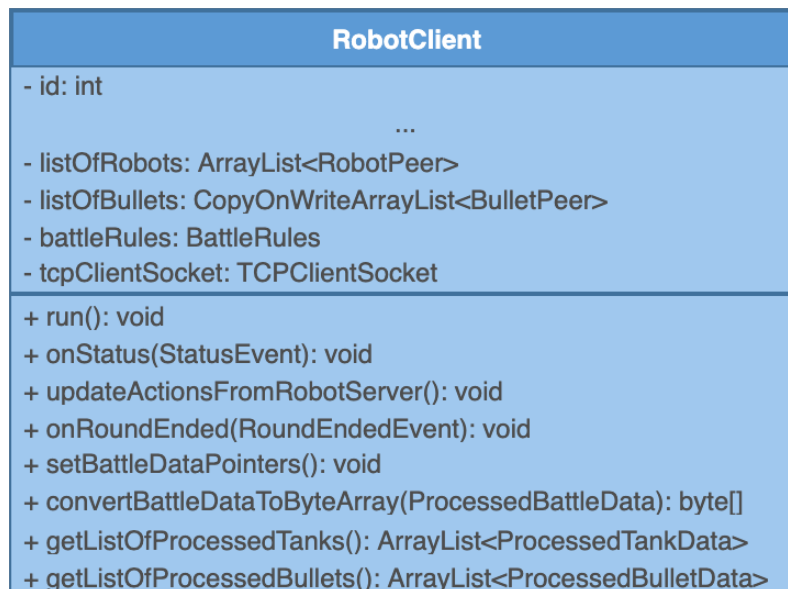 RobotClient
- id: int
...
- listOfRobots: ArrayList<RobotPeer>
- listOfBullets: CopyOnWriteArrayList<BulletPeer>
- battleRules: BattleRules
- tcpClientSocket: TCPClientSocket
+ run(): void
+ onStatus(StatusEvent): void
+ updateActionsFromRobotServer(): void
+ onRoundEnded(RoundEndedEvent): void
+ setBattleDataPointers(): void
+ convertBattleDataToByteArray(ProcessedBattleData): byte[]
+ getListOfProcessedTanks(): ArrayList<ProcessedTankData>
+ getListOfProcessedBullets(): ArrayList<ProcessedBulletData>